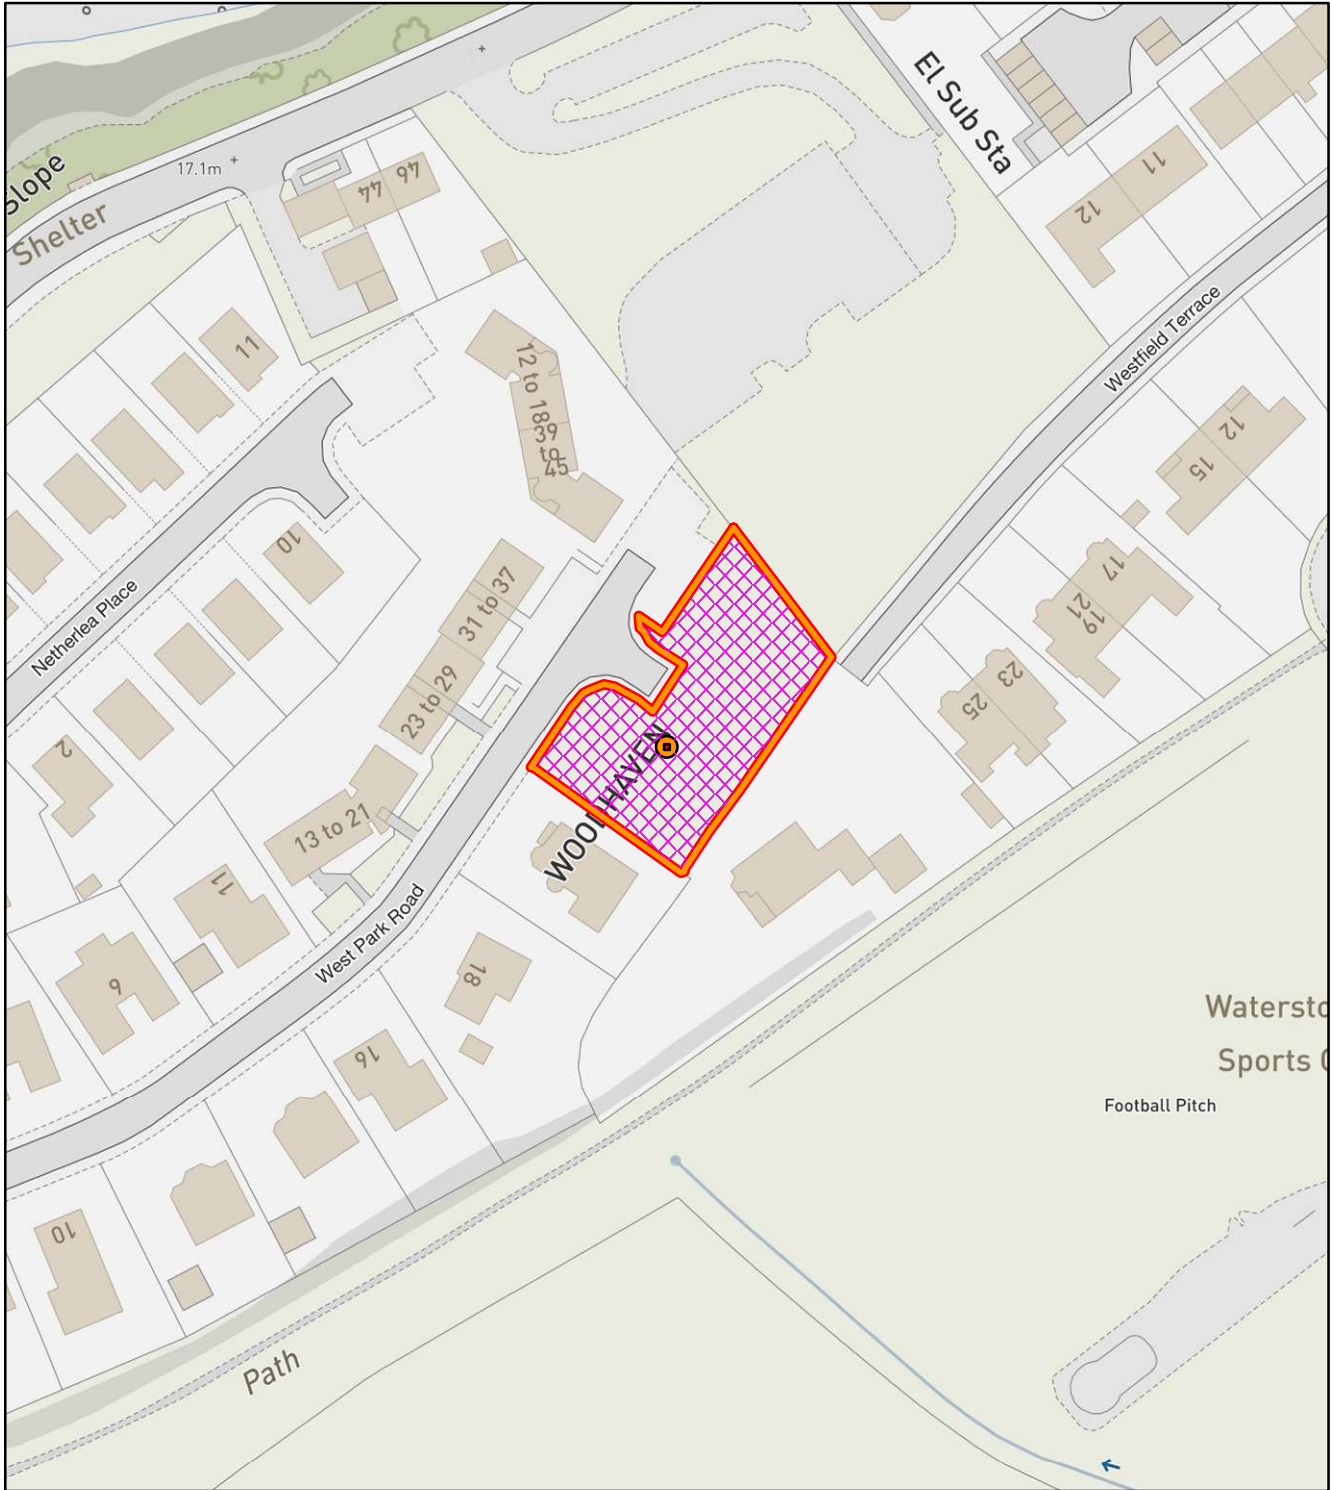 El Sub Sta
Slope
Shelter
17.1m
44
46
11
12
11
12 to 18
39
to
45
Westfield Terrace
12
15
10
31 to 37
17
21
19
Netherlea Place
23 to 29
23
25
2
WOODHAVEN
13 to 21
11
West Park Road
9
18
16
Watersto
Sports
Football Pitch
10
Path